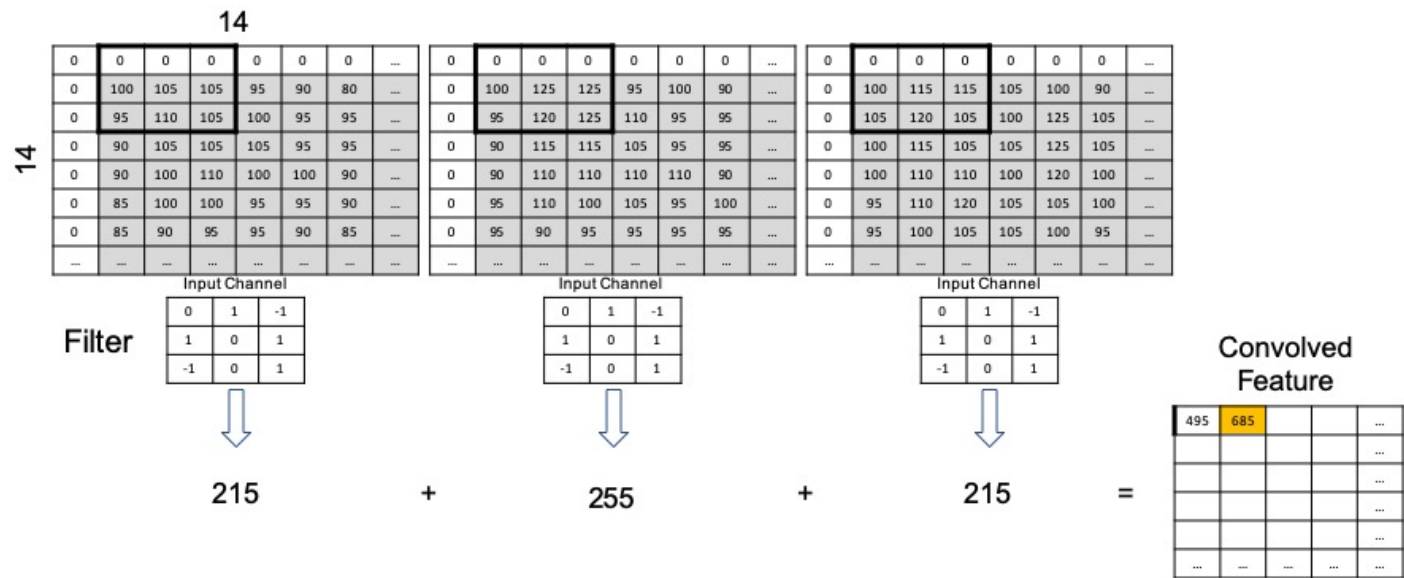 14
14
0 0 0 0 0 0 0 ... 0 0 0 0 0 0 0 ... 0 0 0 0 0 0 0 ...
0 100 105 105 95 90 80 ... 0 100 125 125 95 100 90 ... 0 100 115 115 105 100 90 ...
0 95 110 105 100 95 95 ... 0 95 120 125 110 95 95 ... 0 105 120 105 100 125 105 ...
0 90 105 105 105 95 95 ... 0 90 115 115 105 95 95 ... 0 100 115 105 105 125 105 ...
0 90 100 110 100 100 90 ... 0 90 110 110 110 110 90 ... 0 100 110 110 100 120 100 ...
0 85 100 100 95 95 90 ... 0 95 110 100 105 95 100 ... 0 95 110 120 105 105 100 ...
0 85 90 95 95 90 85 ... 0 95 90 95 95 95 95 ... 0 95 100 105 105 100 95 ...
... ... ... ... ... ... ... ... ... ... ... ... ... ... ... ... ... ... ... ... ... ... ... ...
Input Channel Input Channel Input Channel
Filter
0 1 -1 0 1 -1 0 1 -1
1 0 1 1 0 1 1 0 1
-1 0 1 -1 0 1 -1 0 1
215 + 255 + 215 =
Convolved
Feature
495 685 ...
...
...
...
...
... ... ... ... ...